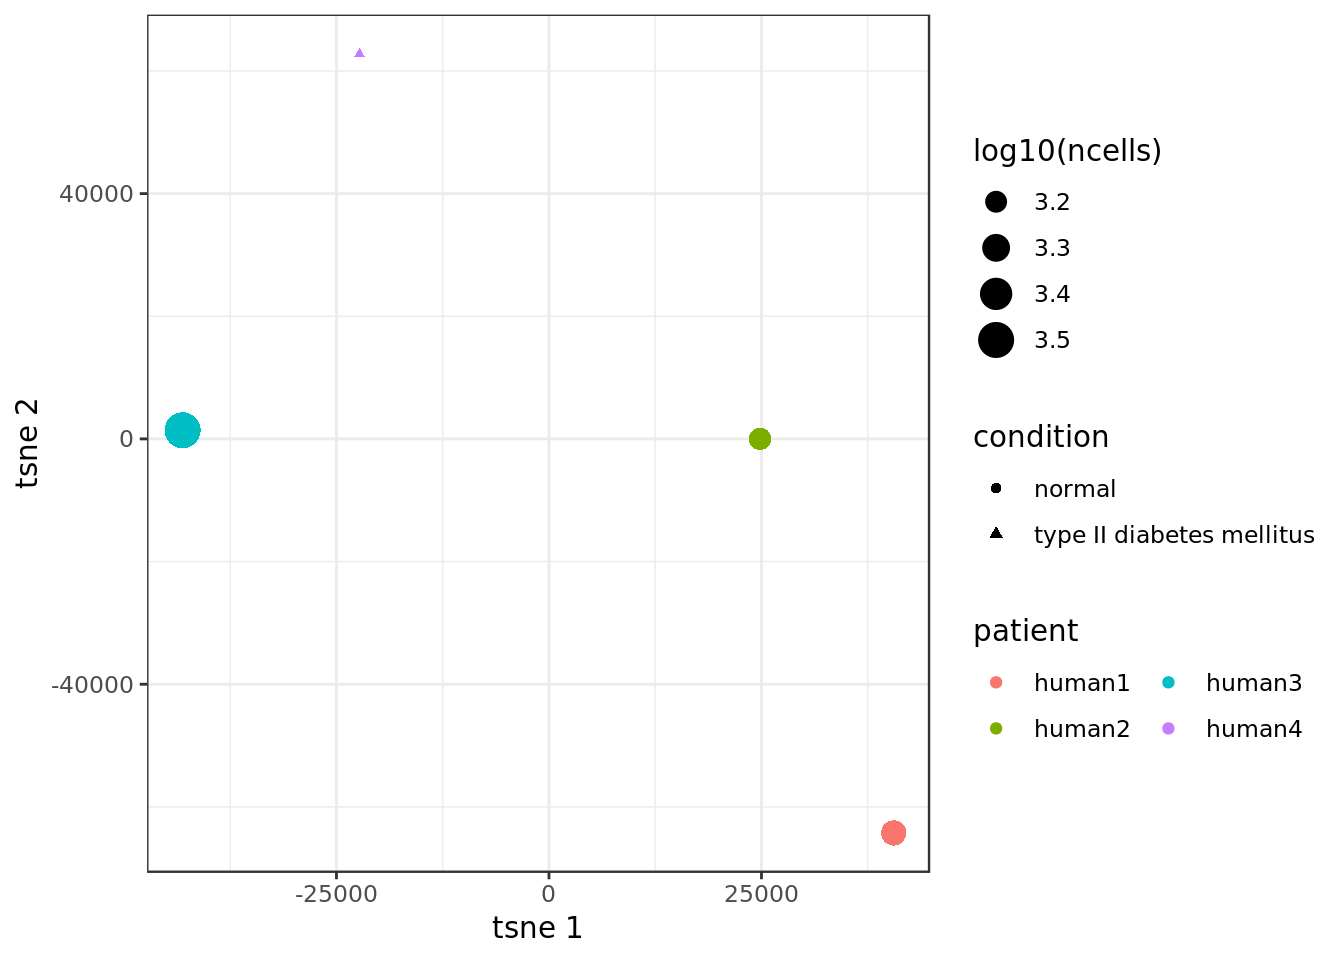 40000
0
-40000
tsne 2
-25000
0
25000
tsne 1
log10(ncells)
3.2
3.3
3.4
3.5
condition
normal
type II diabetes mellitus
patient
human1
human3
human2
human4